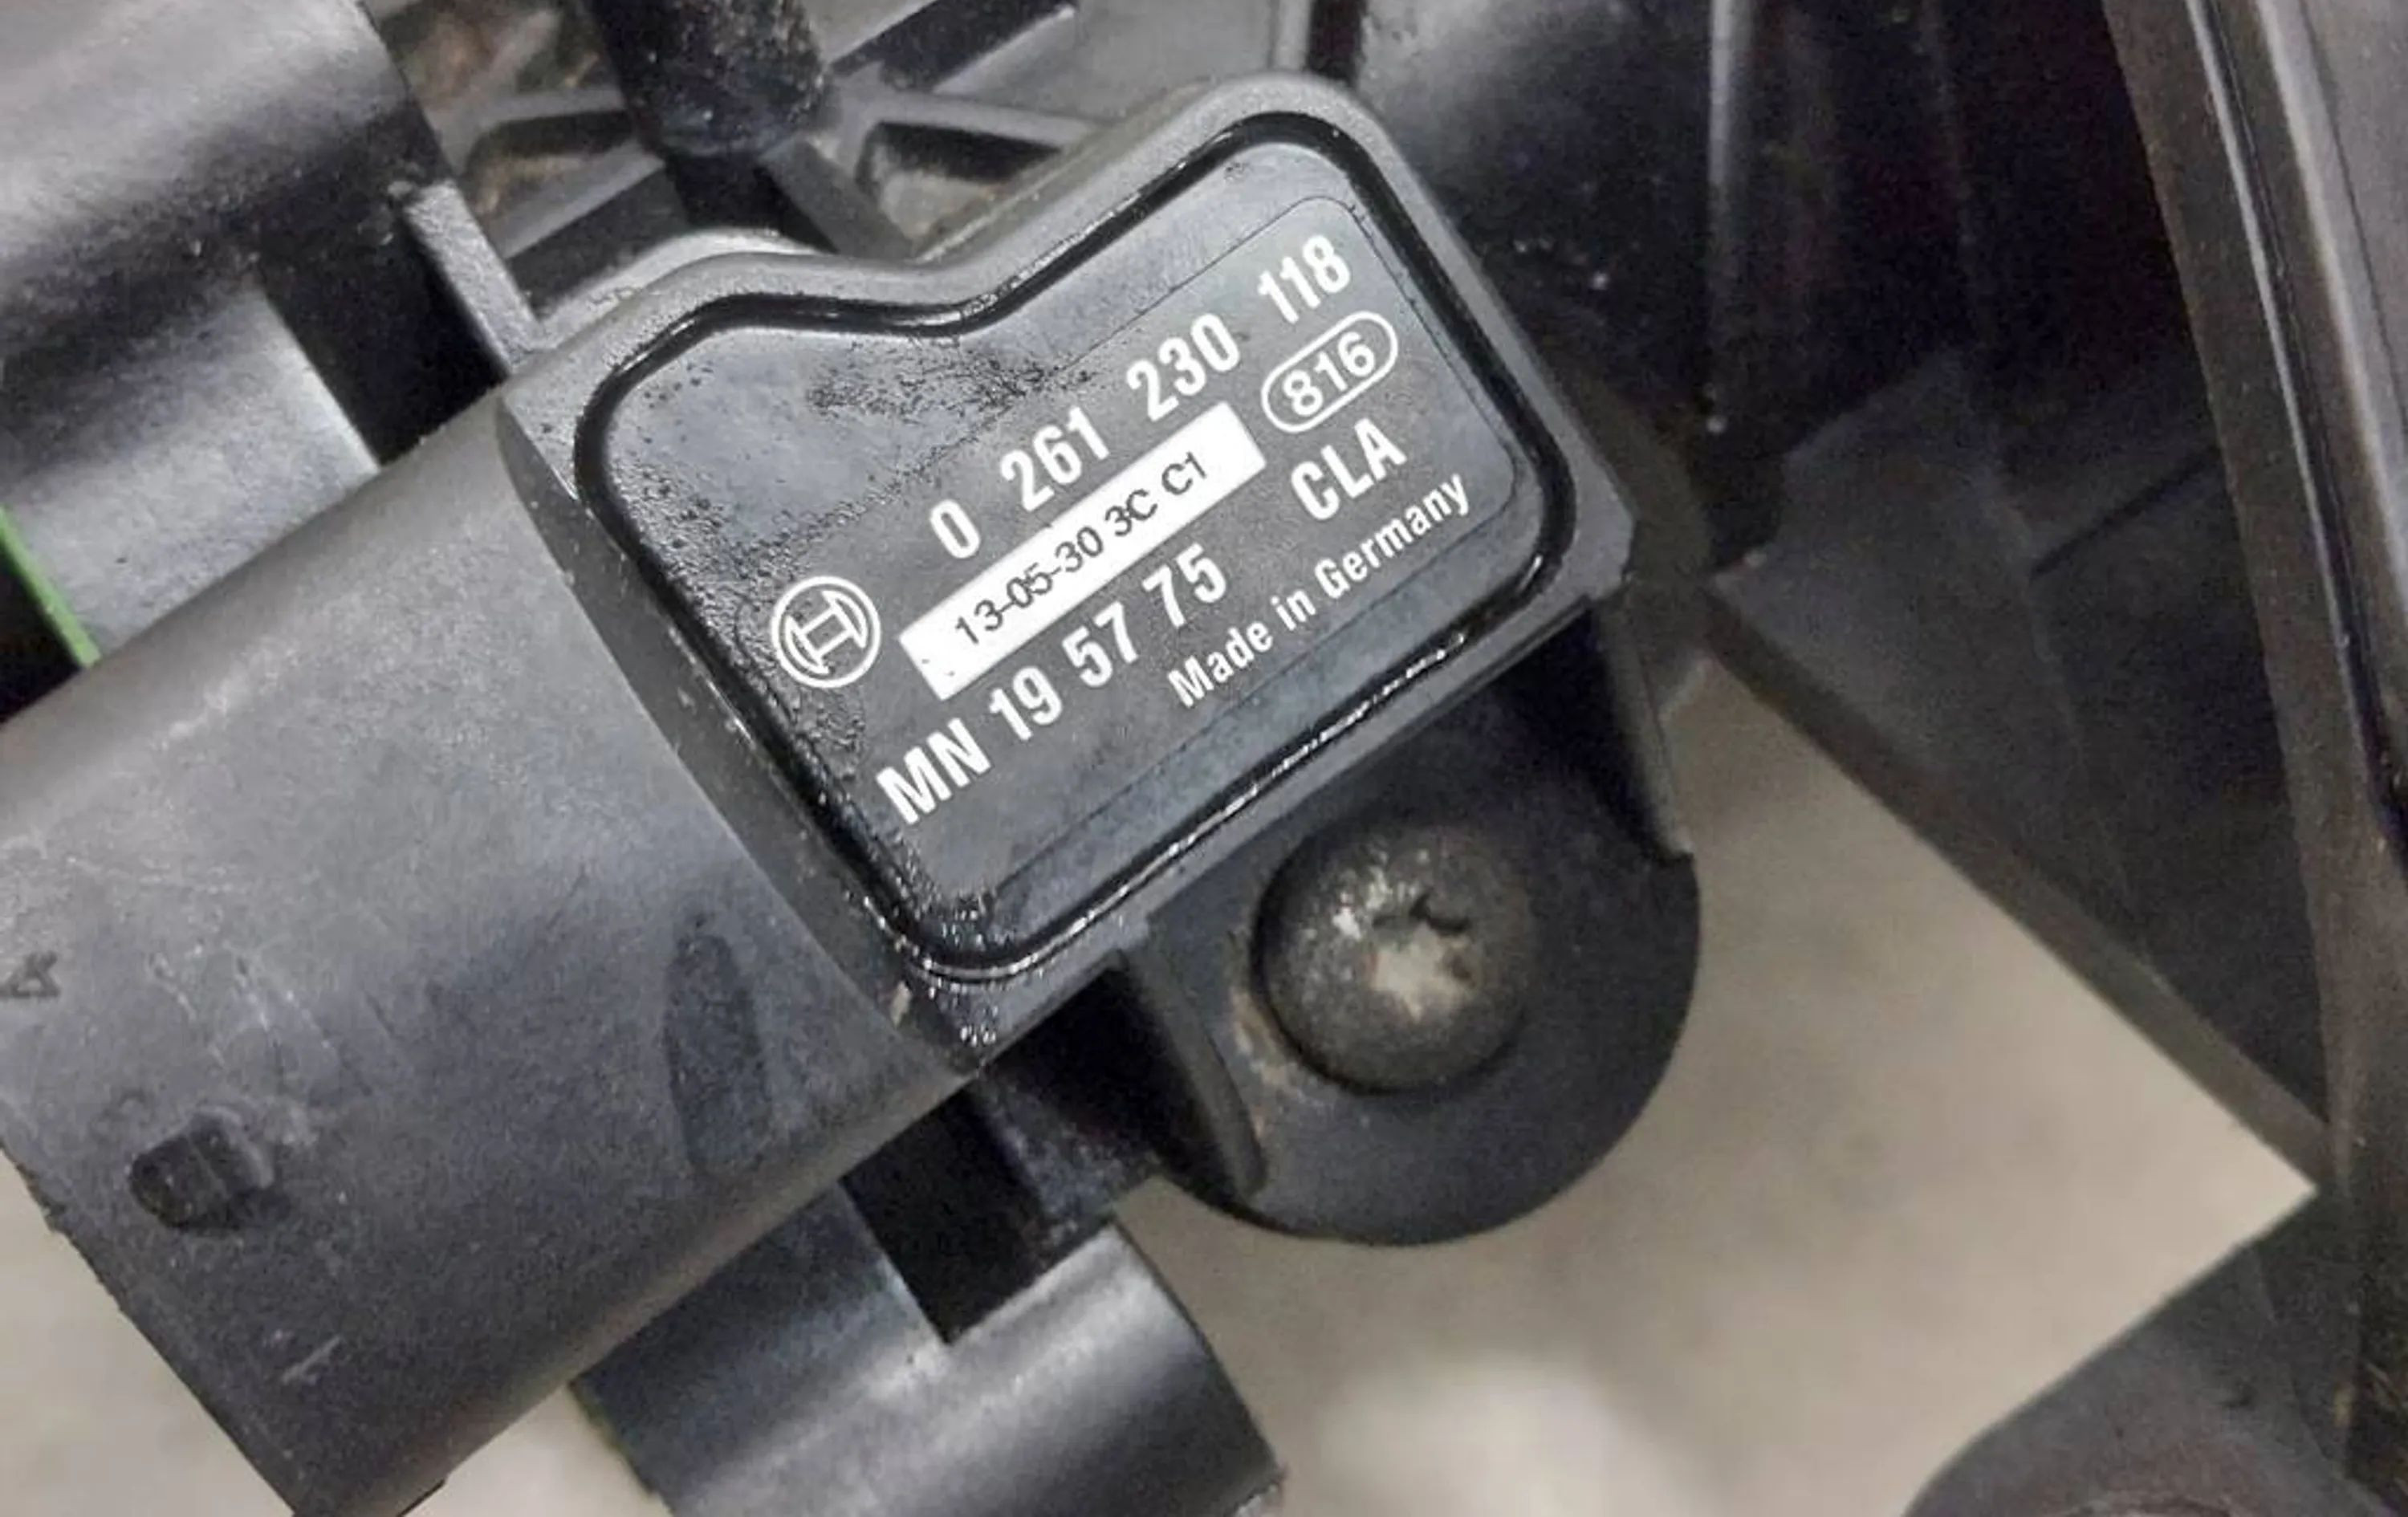 0 261 230 118
13-05-30 3C C1 816
MN 19 57 75 CLA
Made in Germany